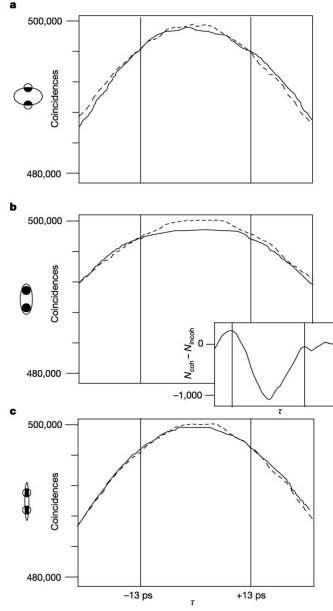 a
500,000
Coincidences
480,000
b
500,000
Coincidences
480,000
0
N_coh – N_incoh
–1,000
τ
c
500,000
Coincidences
480,000
–13 ps
+13 ps
τ